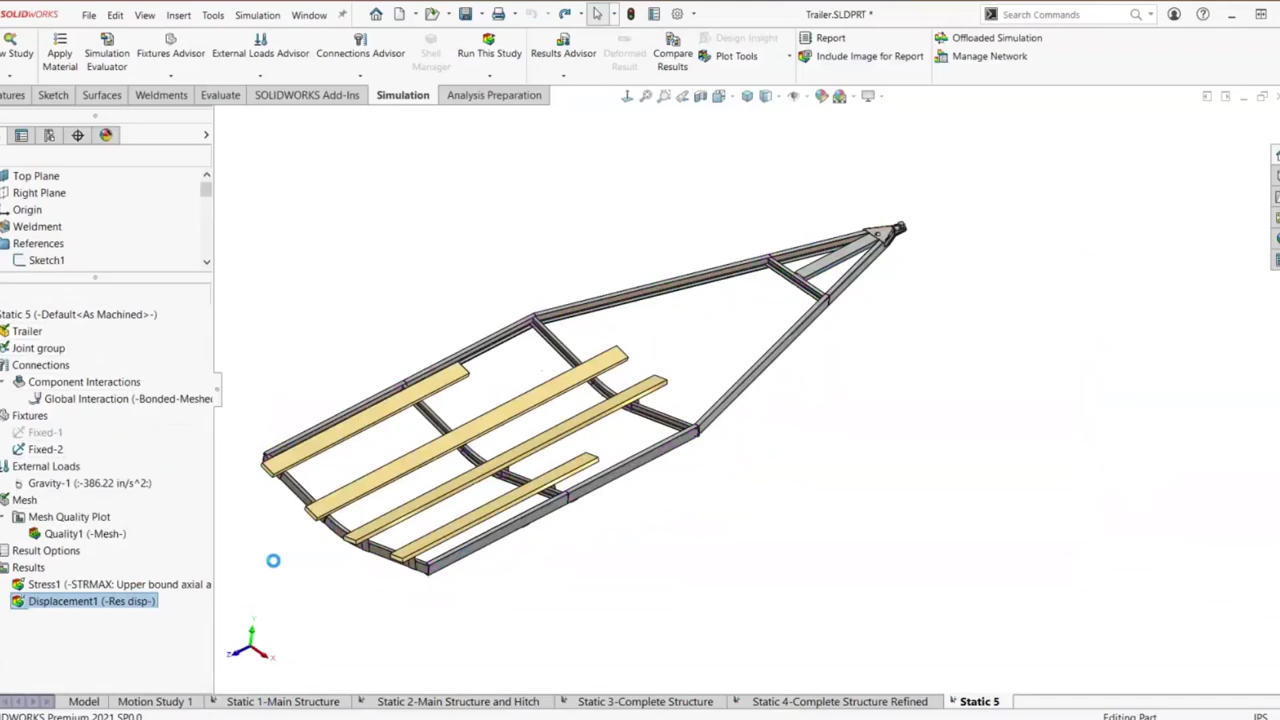 SOLIDWORKS File Edit View Insert Tools Simulation Window Trailer.SLDPRT * Search Commands
w Study Apply Material Simulation Evaluator Fixtures Advisor External Loads Advisor Connections Advisor Shell Manager Run This Study Results Advisor Deformed Result Compare Results Design Insight Plot Tools Report Include Image for Report Offloaded Simulation Manage Network
atures Sketch Surfaces Weldments Evaluate SOLIDWORKS Add-Ins Simulation Analysis Preparation
Top Plane
Right Plane
Origin
Weldment
References
Sketch1
Static 5 (-Default<As Machined>-)
Trailer
Joint group
Connections
Component Interactions
Global Interaction (-Bonded-Meshed
Fixtures
Fixed-1
Fixed-2
External Loads
Gravity-1 (:-386.22 in/s^2:)
Mesh
Mesh Quality Plot
Quality1 (-Mesh-)
Result Options
Results
Stress1 (-STRMAX: Upper bound axial a
Displacement1 (-Res disp-)
Y
Z X
Model Motion Study 1 Static 1-Main Structure Static 2-Main Structure and Hitch Static 3-Complete Structure Static 4-Complete Structure Refined Static 5
DWORKS Premium 2021 SP0.0 Editing Part IPS